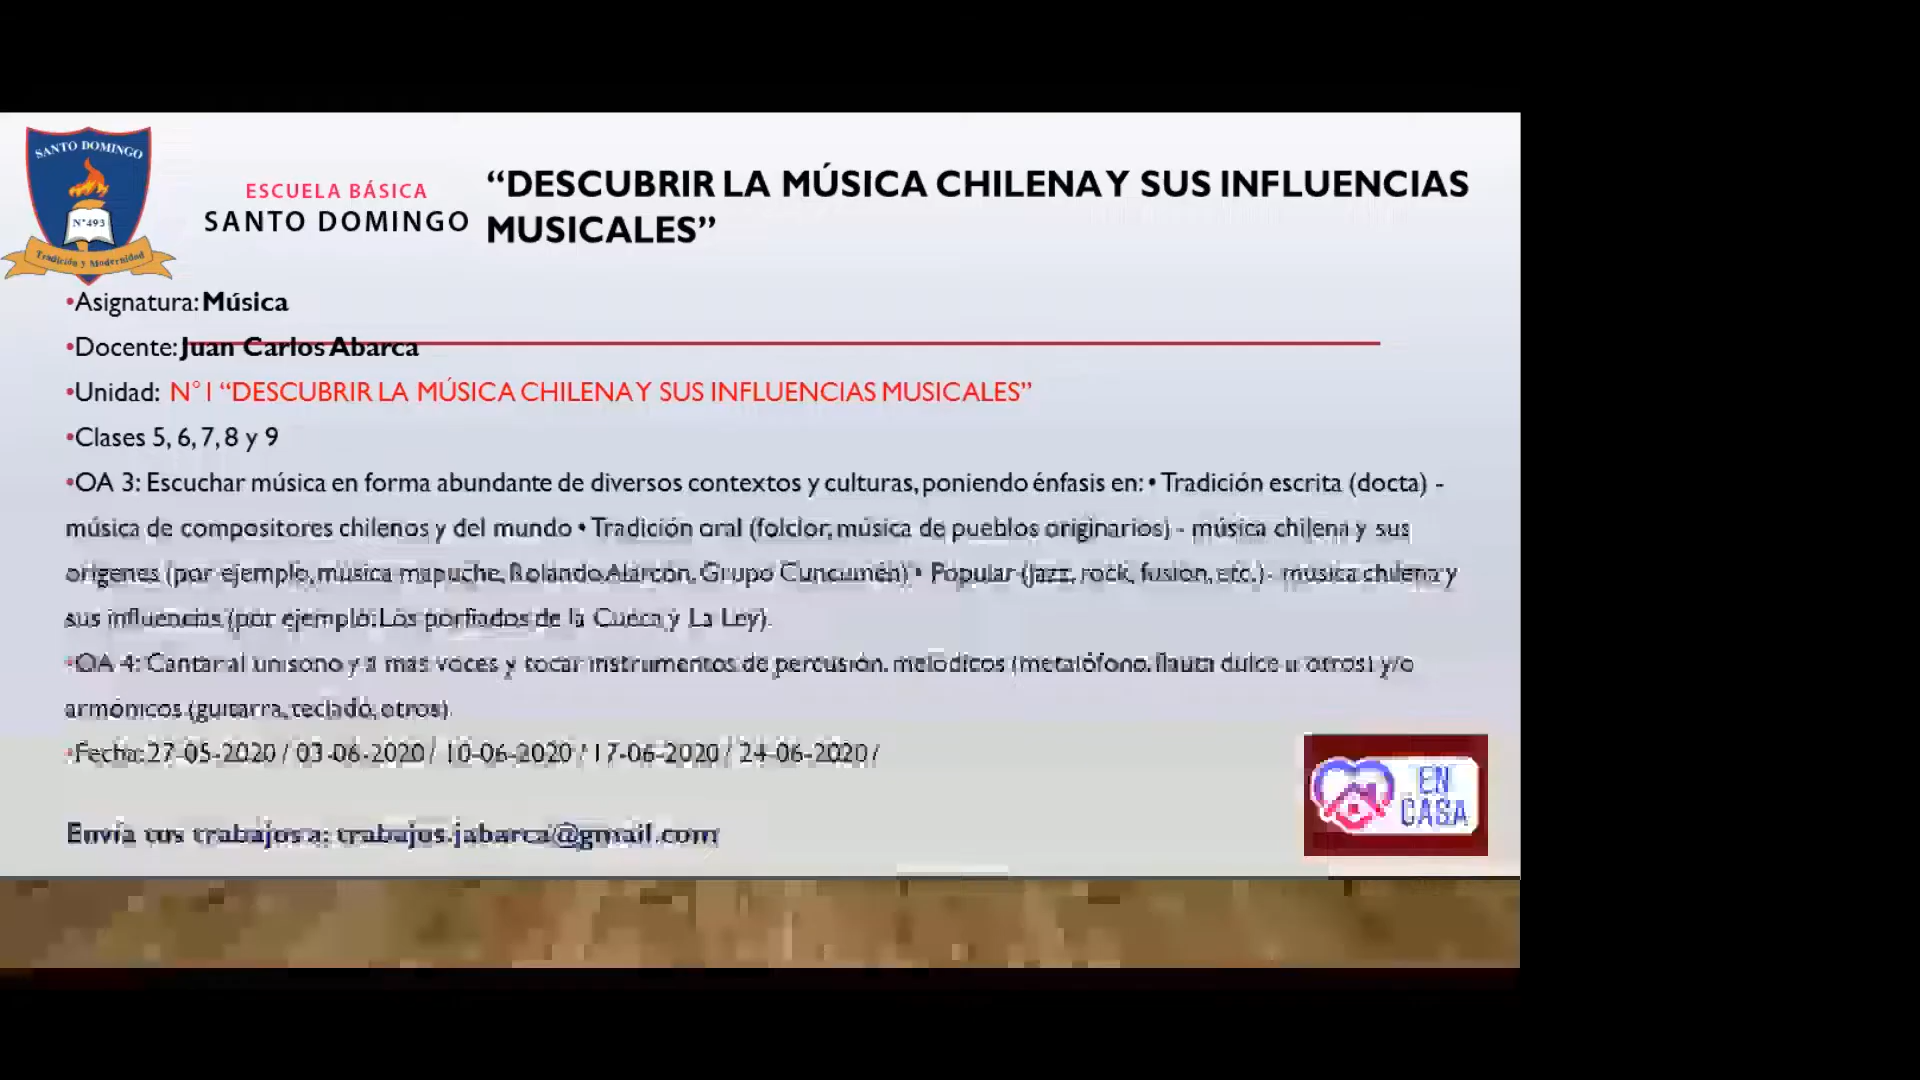 SANTO DOMINGO
N°493
Tradición y Modernidad
ESCUELA BÁSICA
SANTO DOMINGO
“DESCUBRIR LA MÚSICA CHILENA Y SUS INFLUENCIAS
MUSICALES”
•Asignatura: Música
•Docente: Juan Carlos Abarca
•Unidad: N°1 “DESCUBRIR LA MÚSICA CHILENA Y SUS INFLUENCIAS MUSICALES”
•Clases 5, 6, 7, 8 y 9
•OA 3: Escuchar música en forma abundante de diversos contextos y culturas, poniendo énfasis en: • Tradición escrita (docta) -
música de compositores chilenos y del mundo • Tradición oral (folclor, música de pueblos originarios) - música chilena y sus
orígenes (por ejemplo, música mapuche, Rolando Alarcón, Grupo Cuncumén) • Popular (jazz, rock, fusión, etc.) - música chilena y
sus influencias (por ejemplo: Los porfiados de la Cueca y La Ley).
•OA 4: Cantar al unísono y a más voces y tocar instrumentos de percusión, melódicos (metalófono, flauta dulce u otros) y/o
armónicos (guitarra, teclado, otros).
•Fecha: 27-05-2020 / 03-06-2020 / 10-06-2020 / 17-06-2020 / 24-06-2020 /
Envía tus trabajos a: trabajos.jabarca@gmail.com
EN
CASA